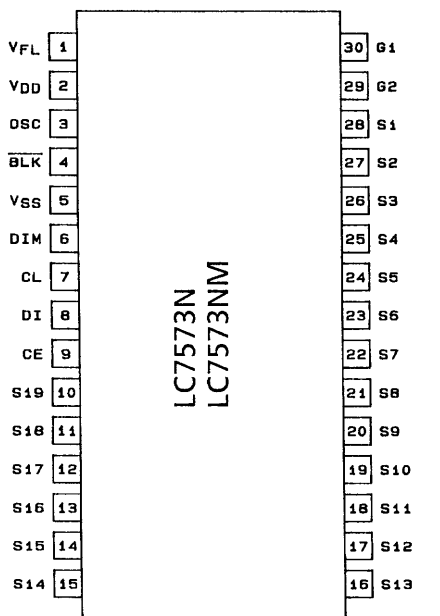 VFL 1 30 G1
VDD 2 29 G2
OSC 3 28 S1
BLK 4 27 S2
VSS 5 26 S3
DIM 6 25 S4
CL 7 24 S5
DI 8 23 S6
CE 9 22 S7
S19 10 21 S8
S18 11 20 S9
S17 12 19 S10
S16 13 18 S11
S15 14 17 S12
S14 15 16 S13
LC7573N
LC7573NM